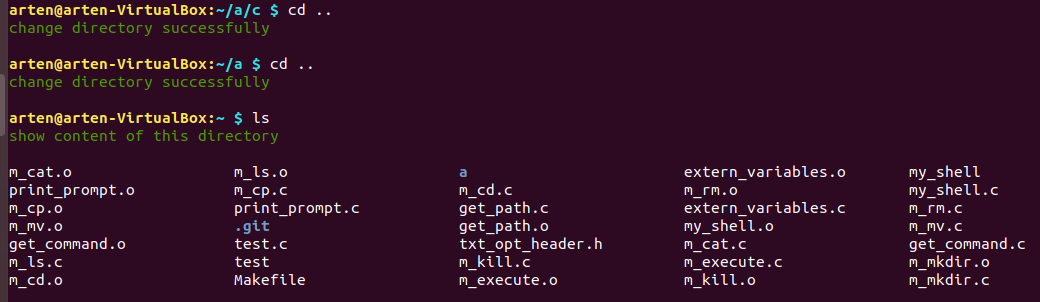 arten@arten-VirtualBox:~/a/c $ cd ..
change directory successfully
arten@arten-VirtualBox:~/a $ cd ..
change directory successfully
arten@arten-VirtualBox:~ $ ls
show content of this directory
m_cat.o m_ls.o a extern_variables.o my_shell
print_prompt.o m_cp.c m_cd.c m_rm.o my_shell.c
m_cp.o print_prompt.c get_path.c extern_variables.c m_rm.c
m_mv.o .git get_path.o my_shell.o m_mv.c
get_command.o test.c txt_opt_header.h m_cat.c get_command.c
m_ls.c test m_kill.c m_execute.c m_mkdir.o
m_cd.o Makefile m_execute.o m_kill.o m_mkdir.c